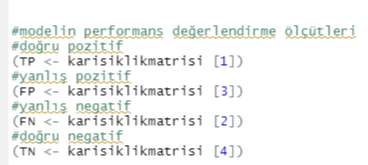 #modelin performans değerlendirme ölçütleri
#doğru pozitif
(TP <- karisiklikmatrisi [1])
#yanlış pozitif
(FP <- karisiklikmatrisi [3])
#yanlış negatif
(FN <- karisiklikmatrisi [2])
#doğru negatif
(TN <- karisiklikmatrisi [4])